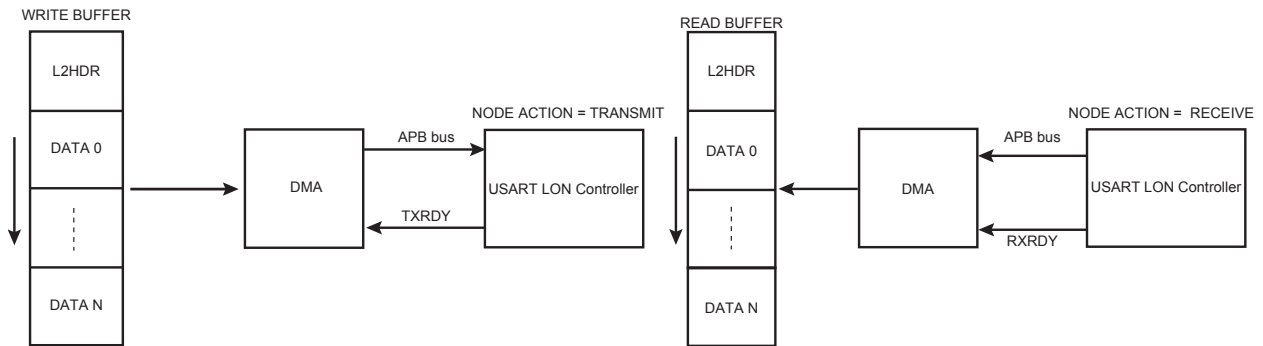 WRITE BUFFER
L2HDR
DATA 0
DATA N
DMA
APB bus
TXRDY
NODE ACTION = TRANSMIT
USART LON Controller
READ BUFFER
L2HDR
DATA 0
DATA N
DMA
APB bus
RXRDY
NODE ACTION = RECEIVE
USART LON Controller